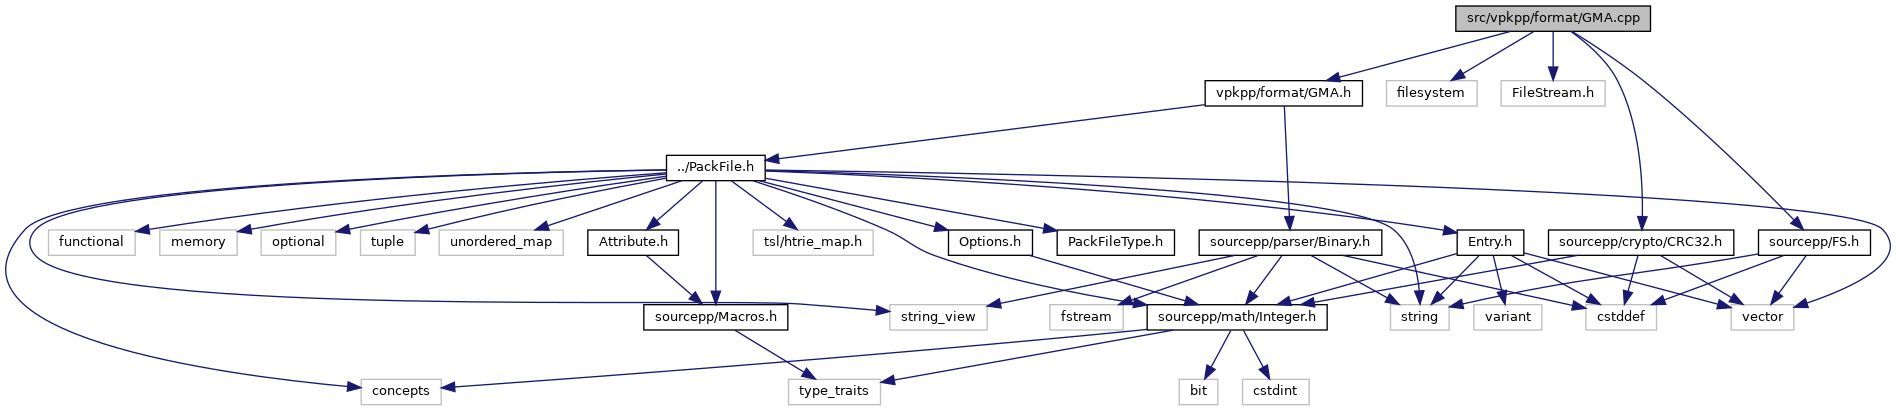 src/vpkpp/format/GMA.cpp
vpkpp/format/GMA.h
filesystem
FileStream.h
../PackFile.h
functional
memory
optional
tuple
unordered_map
Attribute.h
tsl/htrie_map.h
Options.h
PackFileType.h
sourcepp/parser/Binary.h
Entry.h
sourcepp/crypto/CRC32.h
sourcepp/FS.h
sourcepp/Macros.h
string_view
fstream
sourcepp/math/Integer.h
string
variant
cstddef
vector
concepts
type_traits
bit
cstdint